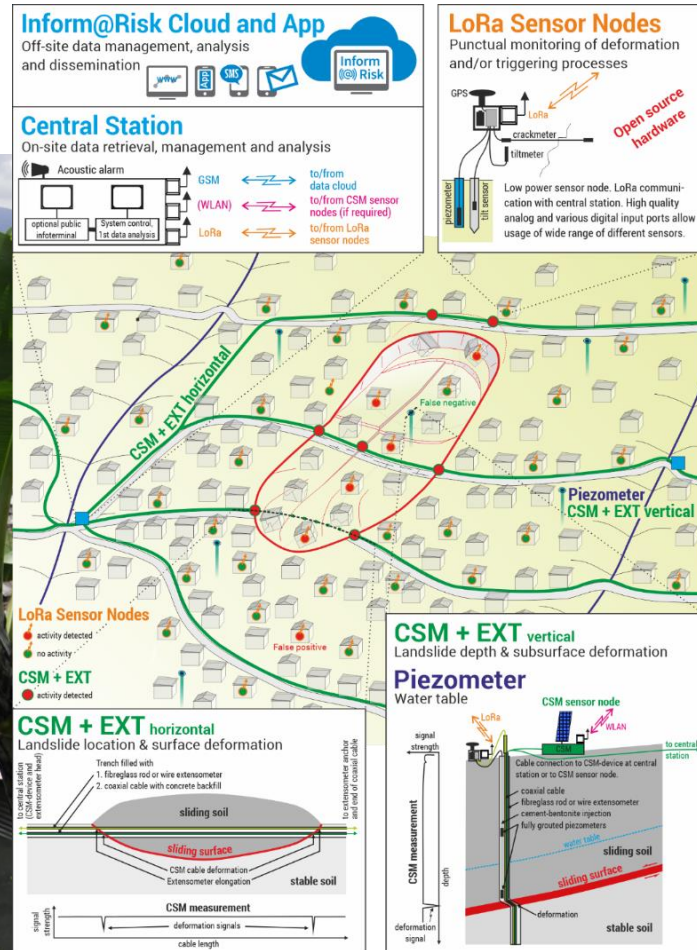 Inform@Risk Cloud and App
Off-site data management, analysis
and dissemination
www
App
SMS
Inform
(@) Risk
Central Station
On-site data retrieval, management and analysis
Acoustic alarm
optional public
infoterminal
System control,
1st data analysis
GSM
to/from
data cloud
(WLAN)
to/from CSM sensor
nodes (if required)
LoRa
to/from LoRa
sensor nodes
LoRa Sensor Nodes
Punctual monitoring of deformation
and/or triggering processes
GPS
LoRa
Open source
hardware
crackmeter
tiltmeter
piezometer
tilt sensor
Low power sensor node. LoRa communi-
cation with central station. High quality
analog and various digital input ports allow
usage of wide range of different sensors.
CSM + EXT horizontal
False negative
Piezometer
CSM + EXT vertical
LoRa Sensor Nodes
activity detected
no activity
CSM + EXT
activity detected
False positive
CSM + EXT horizontal
Landslide location & surface deformation
to central station
(CSM-device and
extensometer head)
Trench filled with
1. fibreglass rod or wire extensometer
2. coaxial cable with concrete backfill
to extensometer anchor
and end of coaxial cable
sliding soil
sliding surface
CSM cable deformation
Extensometer elongation
stable soil
CSM measurement
signal
strength
deformation signals
cable length
CSM + EXT vertical
Landslide depth & subsurface deformation
Piezometer
Water table
CSM sensor node
signal
strength
LoRa
WLAN
CSM
to central
station
Cable connection to CSM-device at central
station or to CSM sensor node.
coaxial cable
fibreglass rod or wire extensometer
cement-bentonite injection
fully grouted piezometers
CSM measurement
depth
water table
sliding soil
sliding surface
deformation
deformation
signal
stable soil